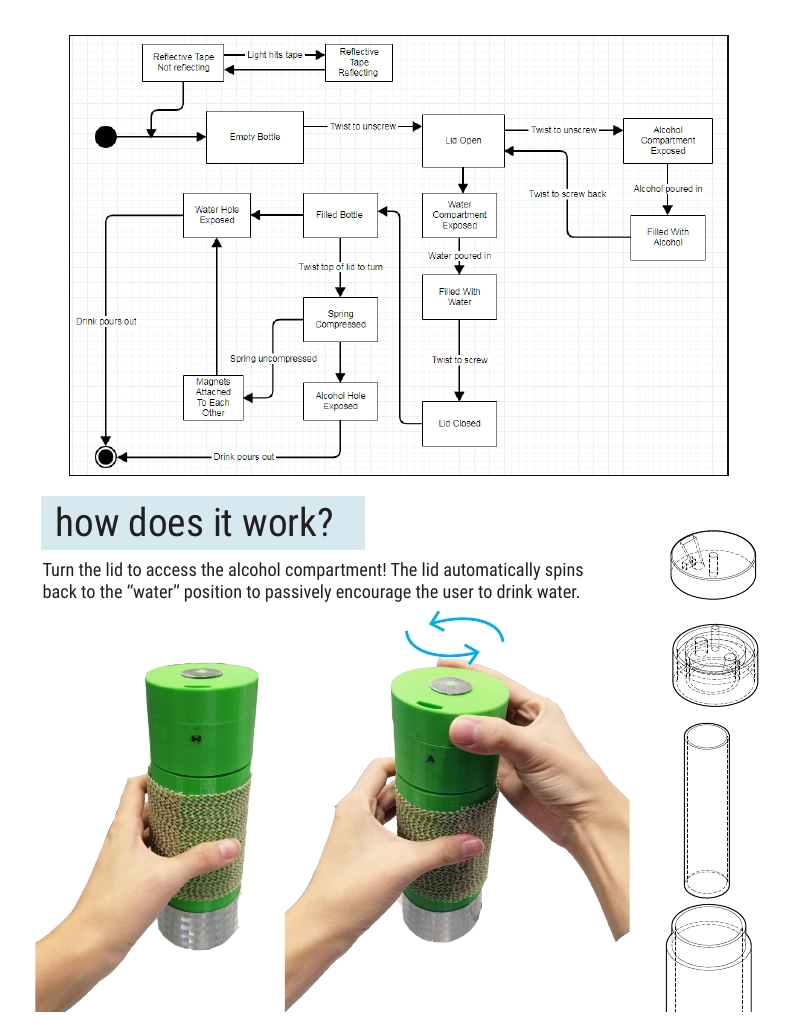 Reflective Tape
Not reflecting
Light hits tape
Reflective
Tape
Reflecting
Empty Bottle
Twist to unscrew
Lid Open
Twist to unscrew
Alcohol
Compartment
Exposed
Twist to screw back
Alcohol poured in
Water Hole
Exposed
Filled Bottle
Water
Compartment
Exposed
Filled With
Alcohol
Water poured in
Twist top of lid to turn
Filled With
Water
Drink pours out
Spring
Compressed
Spring uncompressed
Twist to screw
Magnets
Attached
To Each
Other
Alcohol Hole
Exposed
Lid Closed
Drink pours out
how does it work?
Turn the lid to access the alcohol compartment! The lid automatically spins
back to the “water” position to passively encourage the user to drink water.
W
A